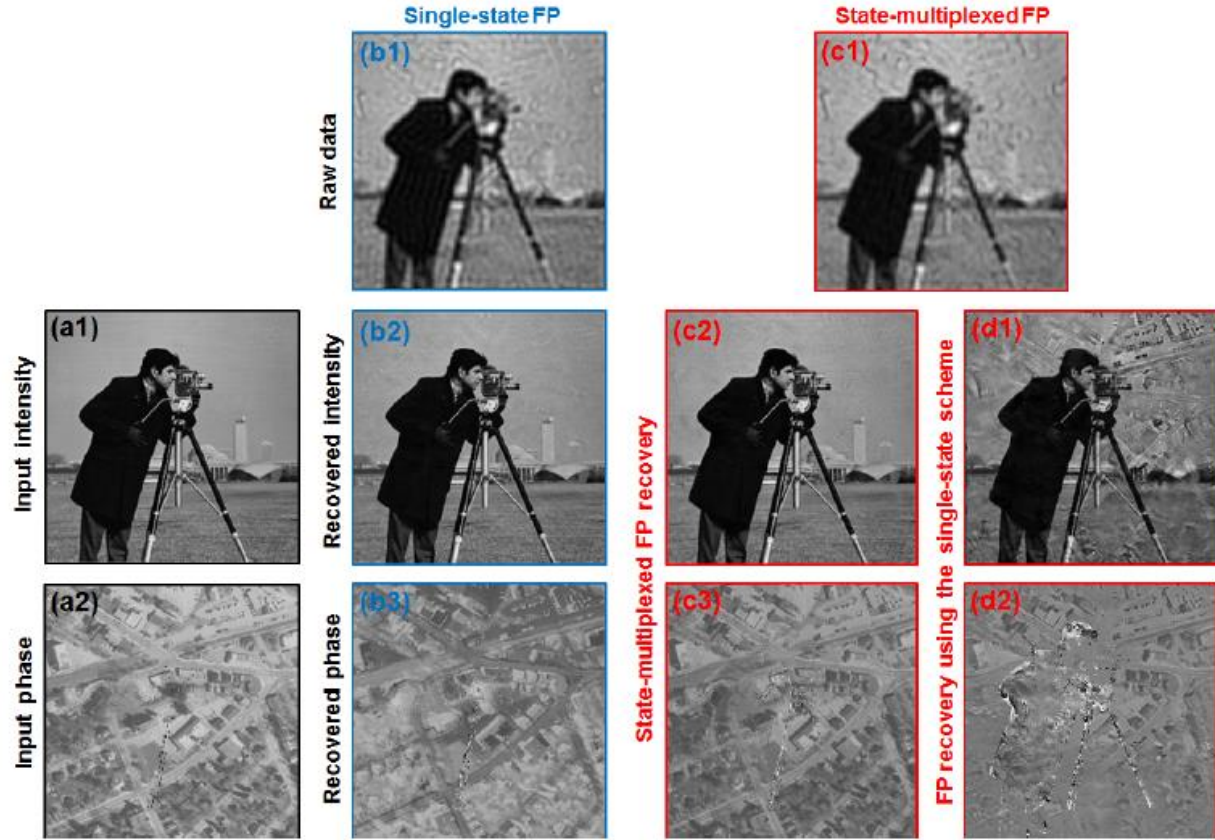 Single-state FP
State-multiplexed FP
Raw data
(b1)
(c1)
Input intensity
(a1)
Recovered intensity
(b2)
State-multiplexed FP recovery
(c2)
FP recovery using the single-state scheme
(d1)
Input phase
(a2)
Recovered phase
(b3)
(c3)
(d2)